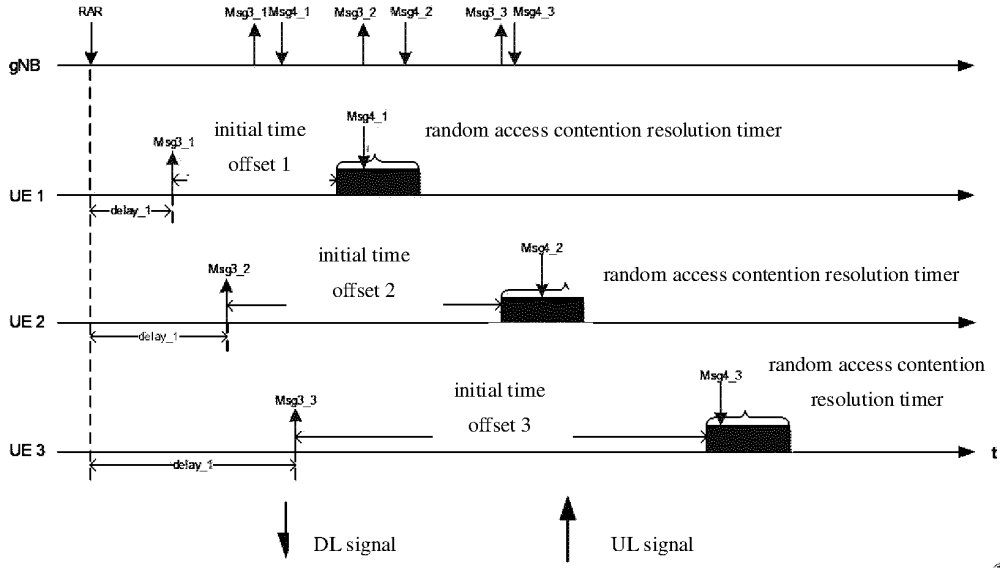 RAR Msg3_1 Msg4_1 Msg3_2 Msg4_2 Msg3_3 Msg4_3
gNB
Msg3_1 initial time offset 1 Msg4_1 random access contention resolution timer
UE 1
delay_1
Msg3_2 initial time offset 2 Msg4_2 random access contention resolution timer
UE 2
delay_1
Msg3_3 initial time offset 3 Msg4_3 random access contention resolution timer
UE 3 t
delay_1
DL signal UL signal